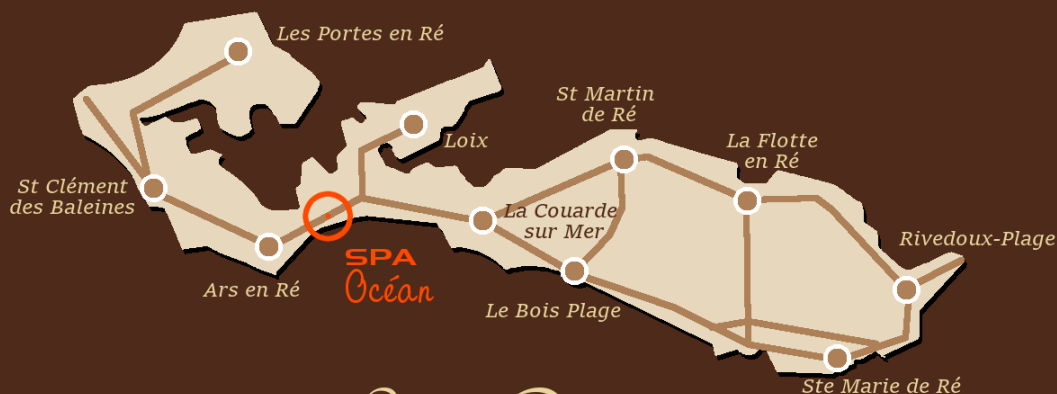 Les Portes en Ré
St Martin
de Ré
Loix
La Flotte
en Ré
St Clément
des Baleines
La Couarde
sur Mer
Rivedoux-Plage
SPA
Océan
Ars en Ré
Le Bois Plage
Ste Marie de Ré